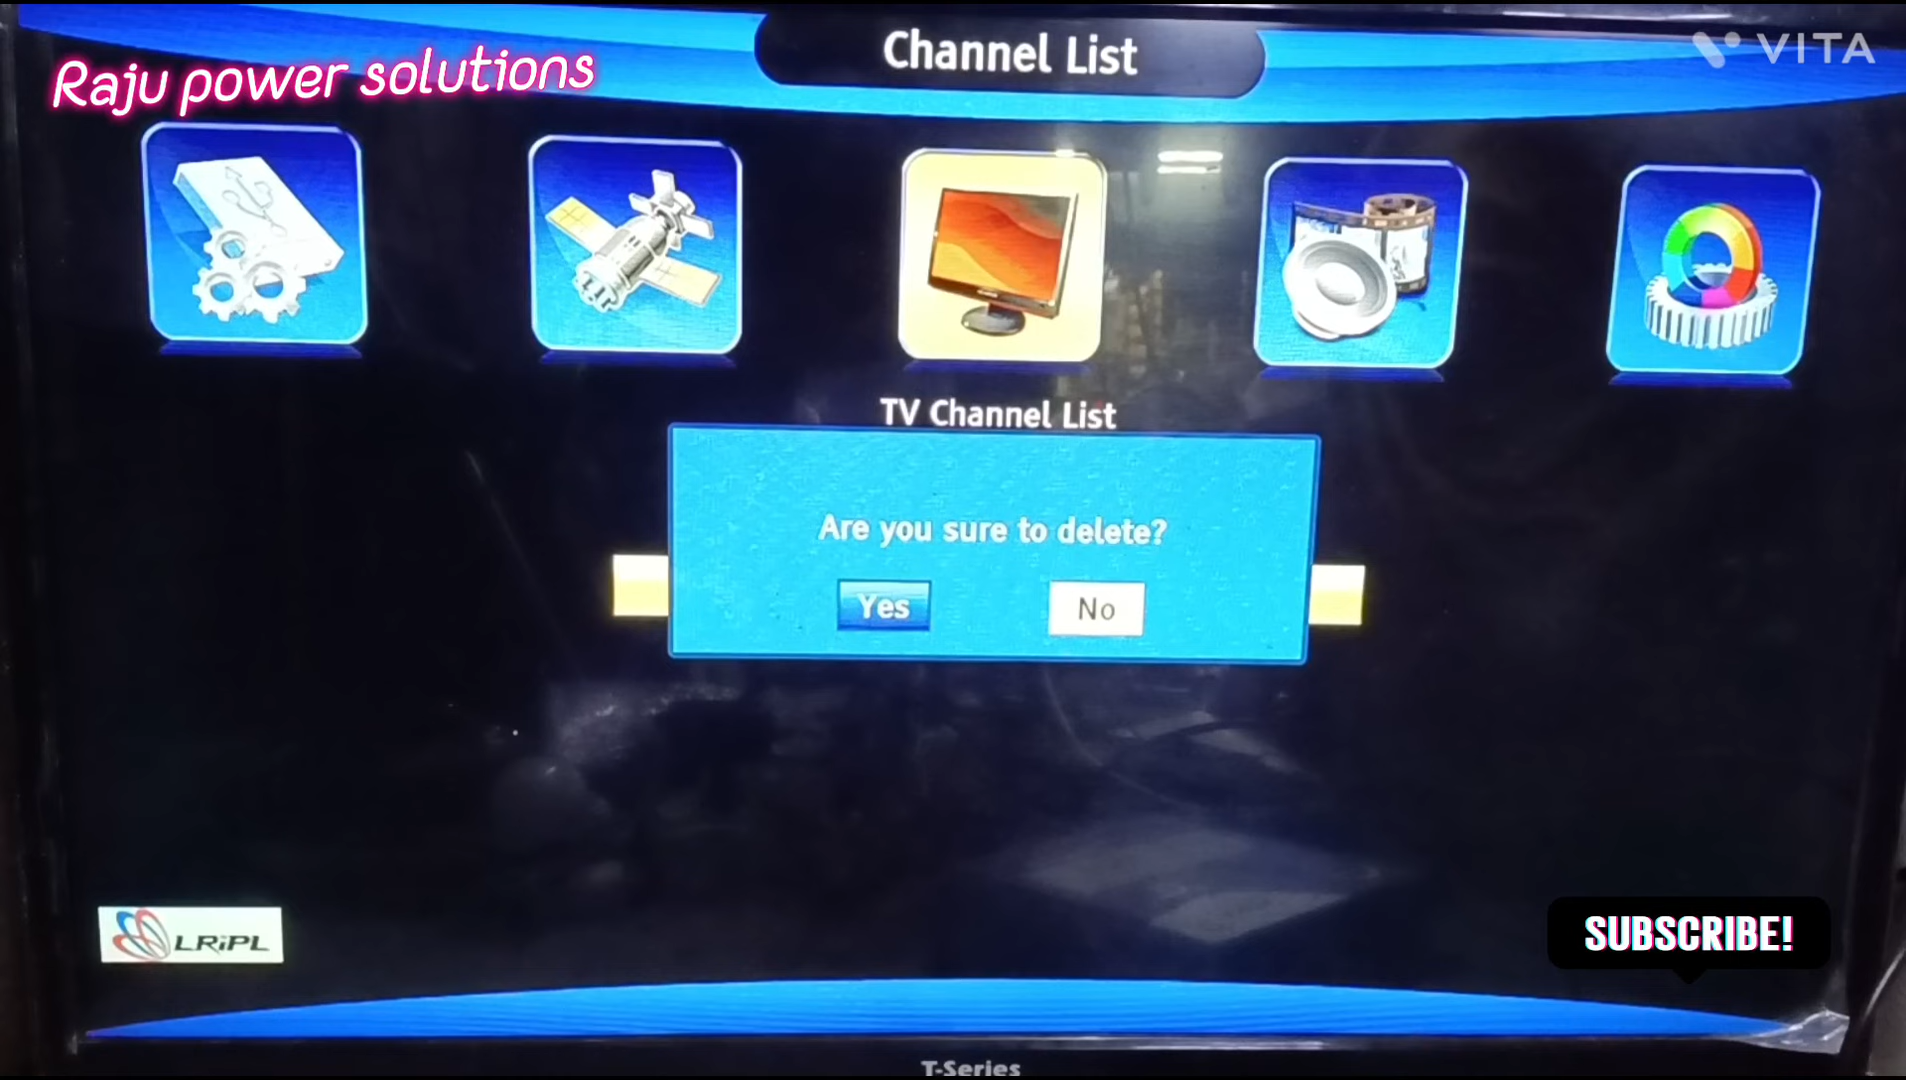 Channel List
Raju power solutions
VITA
TV Channel List
Are you sure to delete?
Yes
No
LRiPL
SUBSCRIBE!
T-Series